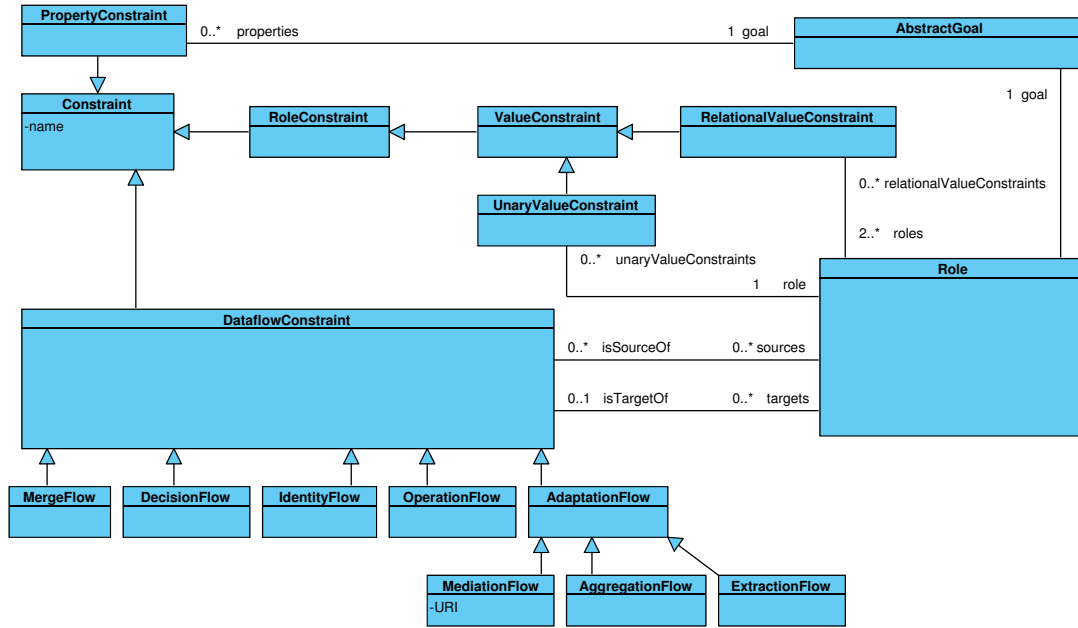 PropertyConstraint
0..* properties
1 goal
AbstractGoal
Constraint
-name
RoleConstraint
ValueConstraint
RelationalValueConstraint
1 goal
0..* relationalValueConstraints
UnaryValueConstraint
2..* roles
0..* unaryValueConstraints
1 role
Role
DataflowConstraint
0..* isSourceOf
0..* sources
0..1 isTargetOf
0..* targets
MergeFlow
DecisionFlow
IdentityFlow
OperationFlow
AdaptationFlow
MediationFlow
-URI
AggregationFlow
ExtractionFlow